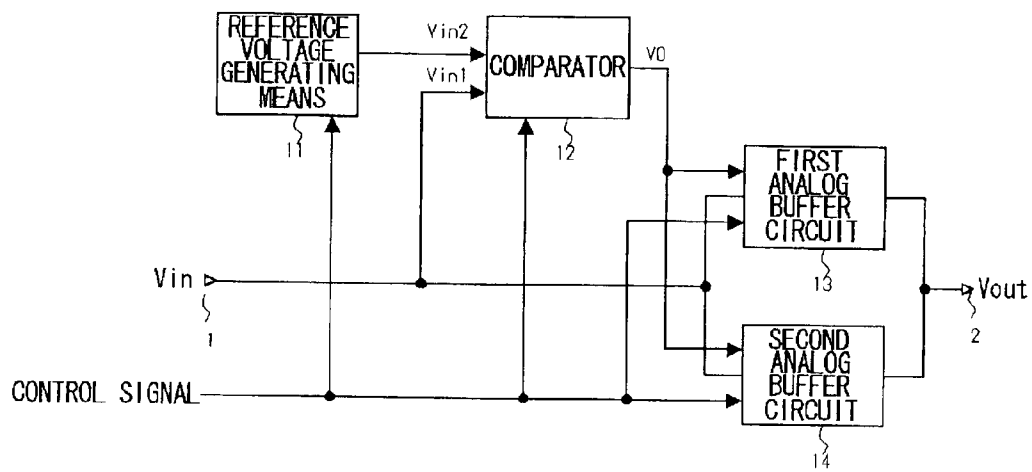 REFERENCE
VOLTAGE
GENERATING
MEANS
11
Vin2
Vin1
COMPARATOR
12
VO
FIRST
ANALOG
BUFFER
CIRCUIT
13
Vin
1
Vout
2
SECOND
ANALOG
BUFFER
CIRCUIT
14
CONTROL SIGNAL